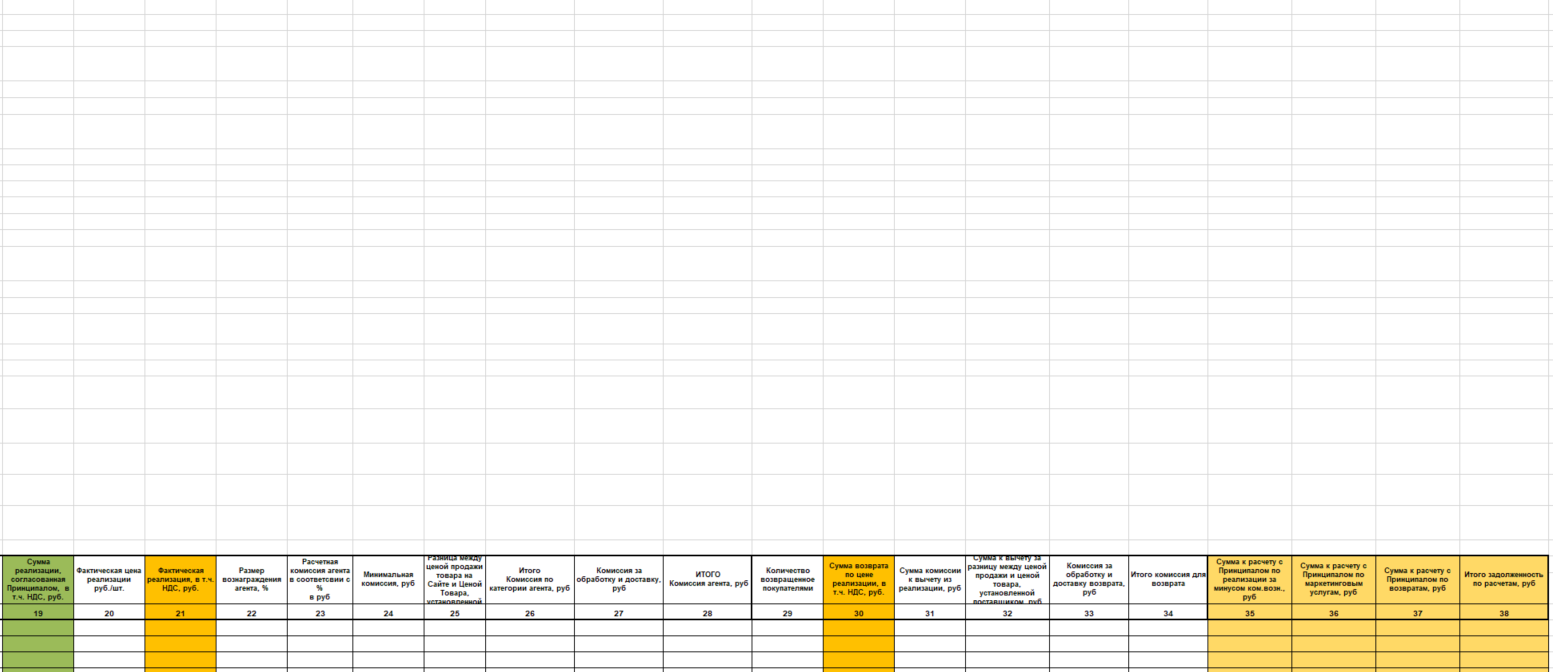 Сумма
реализации,
согласованная
Принципалом, в
т.ч. НДС, руб.
Фактическая цена
реализации
руб./шт.
Фактическая
реализация, в т.ч.
НДС, руб.
Размер
вознаграждения
агента, %
Расчетная
комиссия агента
в соответсвии с
%
в руб
Минимальная
комиссия, руб
Разница между
ценой продажи
товара на
Сайте и Ценой
Товара,
установленной
Итого
Комиссия по
категории агента, руб
Комиссия за
обработку и доставку,
руб
ИТОГО
Комиссия агента, руб
Количество
возвращенное
покупателями
Сумма возврата
по цене
реализации, в
т.ч. НДС, руб.
Сумма комиссии
к вычету из
реализации, руб
Сумма к вычету за
разницу между ценой
продажи и ценой
товара,
установленной
поставщиком, руб
Комиссия за
обработку и
доставку возврата,
руб
Итого комиссия для
возврата
Сумма к расчету с
Принципалом по
реализации за
минусом ком.возн.,
руб
Сумма к расчету с
Принципалом по
маркетинговым
услугам, руб
Сумма к расчету с
Принципалом по
возвратам, руб
Итого задолженность
по расчетам, руб
19 20 21 22 23 24 25 26 27 28 29 30 31 32 33 34 35 36 37 38